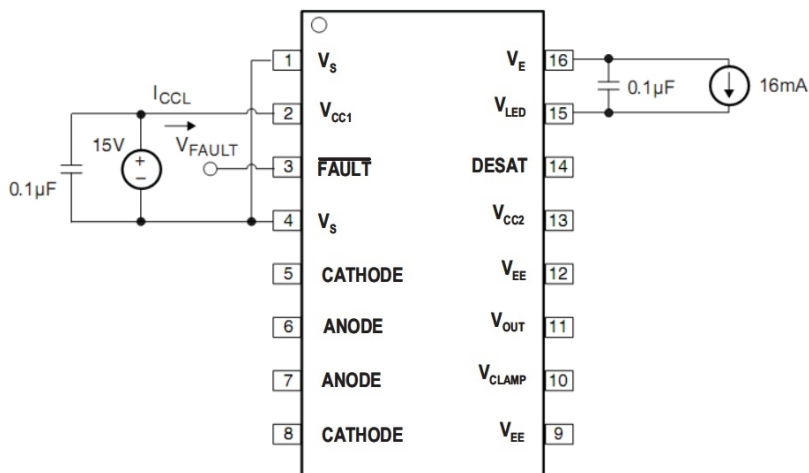 1 V_S V_E 16
0.1µF 16mA
I_CCL
2 V_CC1 V_LED 15
15V V_FAULT
+
−
3 F̅A̅U̅L̅T̅ DESAT 14
0.1µF
4 V_S V_CC2 13
5 CATHODE V_EE 12
6 ANODE V_OUT 11
7 ANODE V_CLAMP 10
8 CATHODE V_EE 9